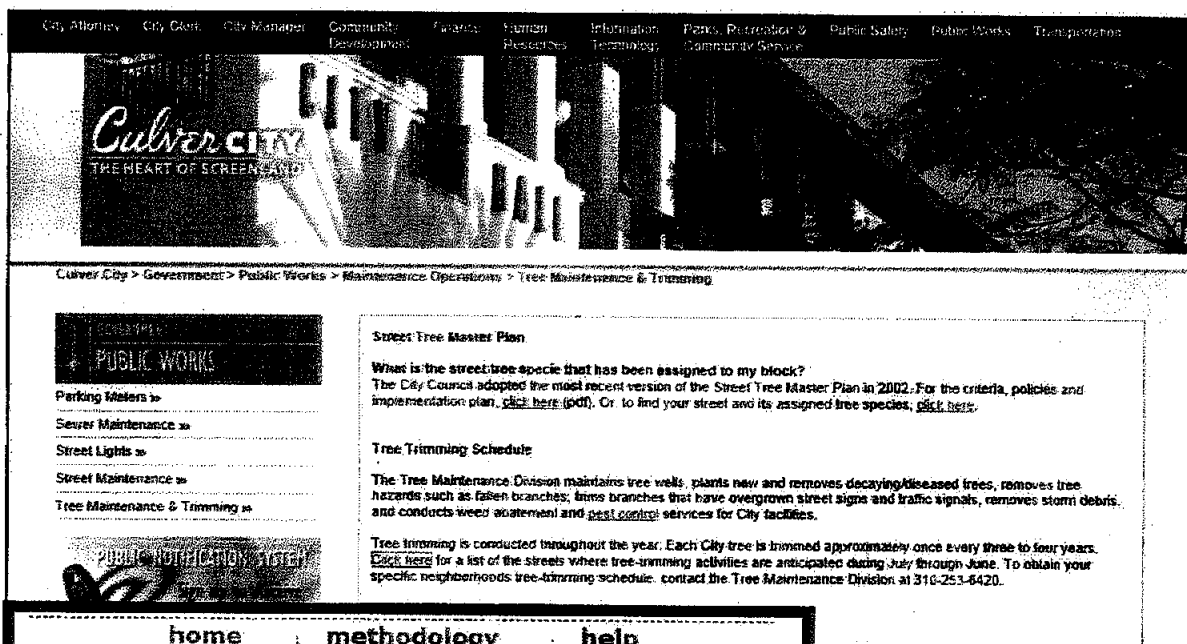 City Attorney City Clerk City Manager Community Development Finance Human Resources Information Technology Parks, Recreation & Community Service Public Safety Public Works Transportation
Culver CITY
THE HEART OF SCREENLAND
Culver City > Government > Public Works > Maintenance Operations > Tree Maintenance & Trimming
PUBLIC WORKS
Parking Meters »
Sewer Maintenance »
Street Lights »
Street Maintenance »
Tree Maintenance & Trimming »
PUBLIC NOTIFICATION SYSTEM
Street Tree Master Plan
What is the street tree specie that has been assigned to my block?
The City Council adopted the most recent version of the Street Tree Master Plan in 2002. For the criteria, policies and
implementation plan, click here (pdf). Or, to find your street and its assigned tree species, click here.
Tree Trimming Schedule
The Tree Maintenance Division maintains tree wells, plants new and removes decaying/diseased trees, removes tree
hazards such as fallen branches; trims branches that have overgrown street signs and traffic signals, removes storm debris,
and conducts weed abatement and pest control services for City facilities.
Tree trimming is conducted throughout the year. Each City tree is trimmed approximately once every three to four years.
Click here for a list of the streets where tree-trimming activities are anticipated during July through June. To obtain your
specific neighborhoods tree-trimming schedule, contact the Tree Maintenance Division at 310-253-6420.
home methodology help